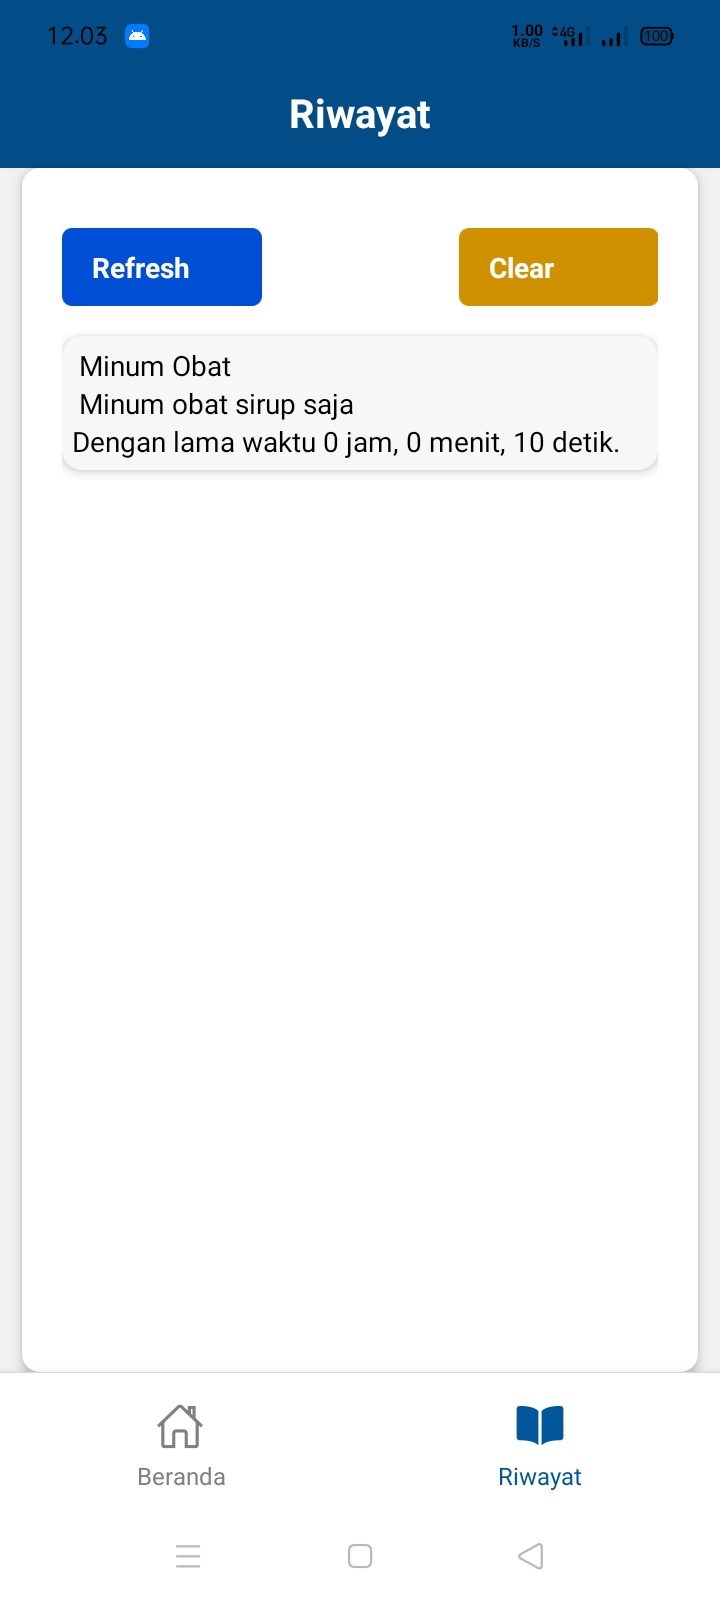 12.03
1.00 KB/S 4G 100
Riwayat
Refresh
Clear
Minum Obat
Minum obat sirup saja
Dengan lama waktu 0 jam, 0 menit, 10 detik.
Beranda
Riwayat